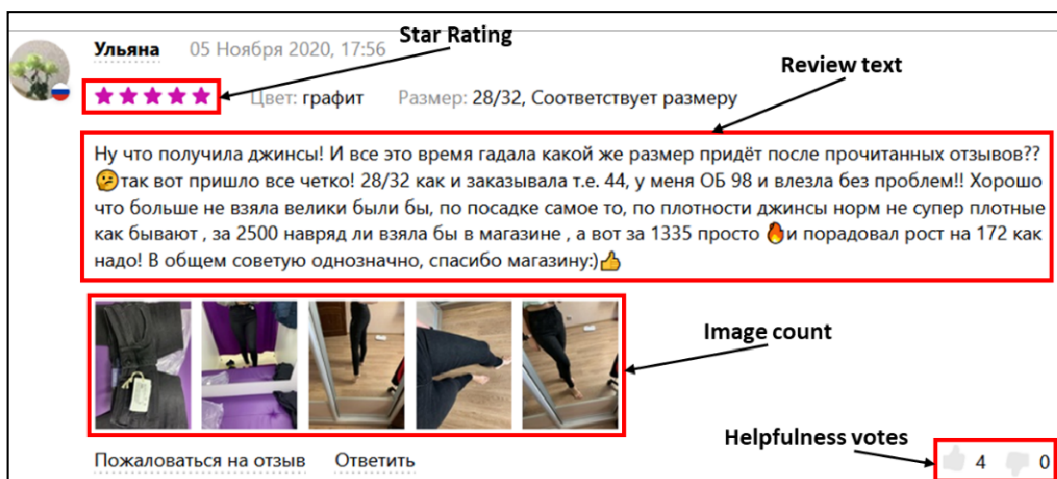 Star Rating
Ульяна 05 Ноября 2020, 17:56
Review text
Цвет: графит Размер: 28/32, Соответствует размеру
Ну что получила джинсы! И все это время гадала какой же размер придёт после прочитанных отзывов??
😕так вот пришло все четко! 28/32 как и заказывала т.е. 44, у меня ОБ 98 и влезла без проблем!! Хорошо
что больше не взяла велики были бы, по посадке самое то, по плотности джинсы норм не супер плотные
как бывают , за 2500 навряд ли взяла бы в магазине , а вот за 1335 просто 🔥и порадовал рост на 172 как
надо! В общем советую однозначно, спасибо магазину:)👍
Image count
Helpfulness votes
Пожаловаться на отзыв Ответить
4 0